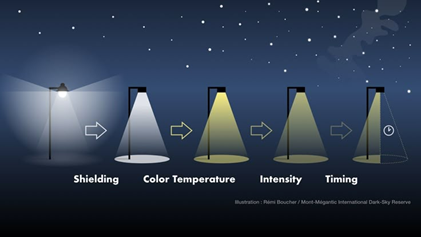 Shielding Color Temperature Intensity Timing
Illustration : Rémi Boucher / Mont-Mégantic International Dark-Sky Reserve